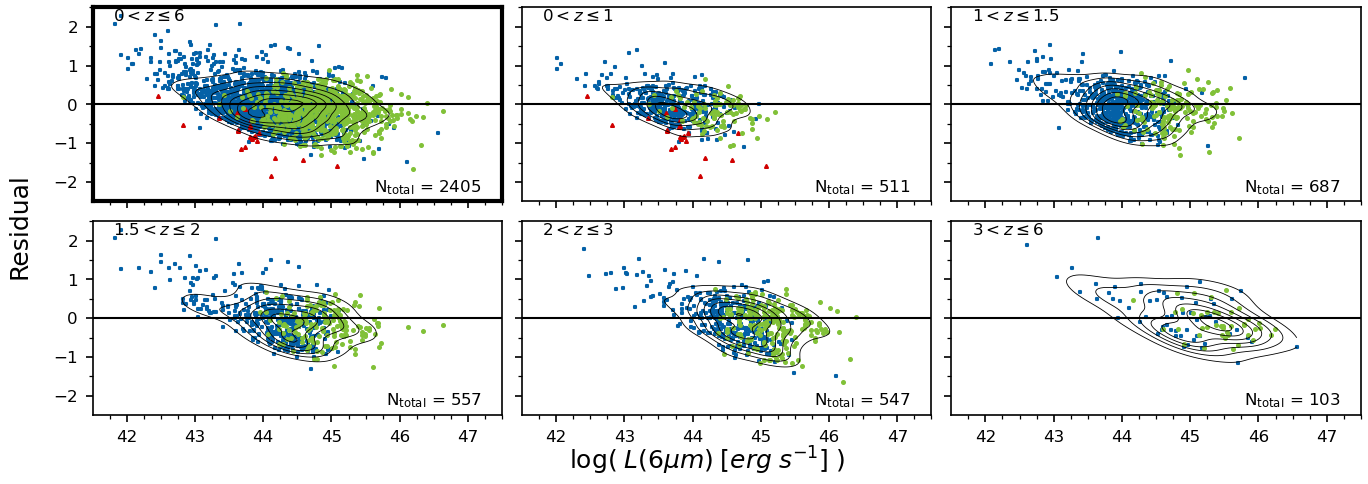 0 < z ≤ 6
0 < z ≤ 1
1 < z ≤ 1.5
2
1
0
−1
−2
N_total = 2405
N_total = 511
N_total = 687
Residual
1.5 < z ≤ 2
2 < z ≤ 3
3 < z ≤ 6
2
1
0
−1
−2
N_total = 557
N_total = 547
N_total = 103
42 43 44 45 46 47
42 43 44 45 46 47
42 43 44 45 46 47
log( L(6μm) [erg s⁻¹] )